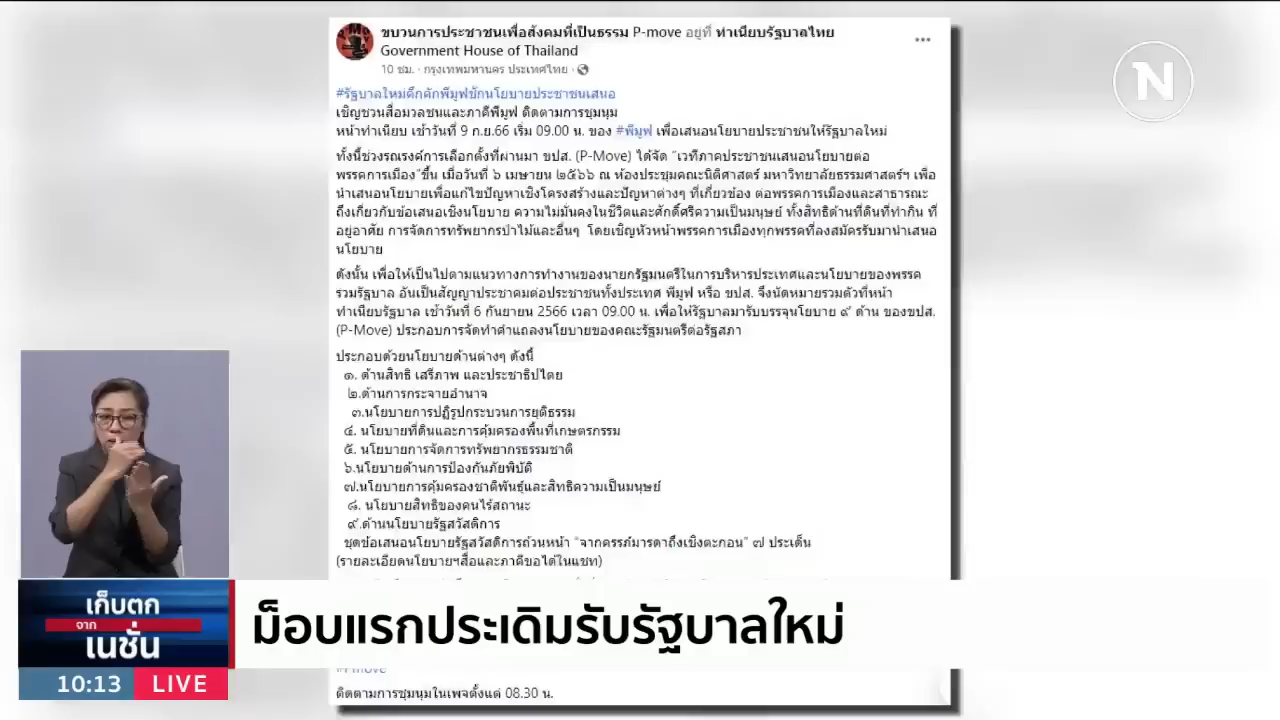 ขบวนการประชาชนเพื่อสังคมที่เป็นธรรม P-move อยู่ที่ ทำเนียบรัฐบาลไทย
Government House of Thailand
10 ชม. · กรุงเทพมหานคร ประเทศไทย ·
N
#รัฐบาลใหม่คึกคักพีมูฟชักนโยบายประชาชนเสนอ
เชิญชวนสื่อมวลชนและภาคีพีมูฟ ติดตามการชุมนุม
หน้าทำเนียบ เช้าวันที่ 9 ก.ย.66 เริ่ม 09.00 น. ของ #พีมูฟ เพื่อเสนอนโยบายประชาชนให้รัฐบาลใหม่
ทั้งนี้ช่วงรณรงค์การเลือกตั้งที่ผ่านมา ขปส. (P-Move) ได้จัด "เวทีภาคประชาชนเสนอนโยบายต่อ
พรรคการเมือง"ขึ้น เมื่อวันที่ ๖ เมษายน ๒๕๖๖ ณ ห้องประชุมคณะนิติศาสตร์ มหาวิทยาลัยธรรมศาสตร์ฯ เพื่อ
นำเสนอนโยบายเพื่อแก้ไขปัญหาเชิงโครงสร้างและปัญหาต่างๆ ที่เกี่ยวข้อง ต่อพรรคการเมืองและสาธารณะ
ถึงเกี่ยวกับข้อเสนอเชิงนโยบาย ความไม่มั่นคงในชีวิตและศักดิ์ศรีความเป็นมนุษย์ ทั้งสิทธิด้านที่ดินที่ทำกิน ที่
อยู่อาศัย การจัดการทรัพยากรป่าไม้และอื่นๆ โดยเชิญหัวหน้าพรรคการเมืองทุกพรรคที่ลงสมัครรับมานำเสนอ
นโยบาย
ดังนั้น เพื่อให้เป็นไปตามแนวทางการทำงานของนายกรัฐมนตรีในการบริหารประเทศและนโยบายของพรรค
รวมรัฐบาล อันเป็นสัญญาประชาคมต่อประชาชนทั้งประเทศ พีมูฟ หรือ ขปส. จึงนัดหมายรวมตัวที่หน้า
ทำเนียบรัฐบาล เช้าวันที่ 6 กันยายน 2566 เวลา 09.00 น. เพื่อให้รัฐบาลมารับบรรจุนโยบาย ๙ ด้าน ของขปส.
(P-Move) ประกอบการจัดทำคำแถลงนโยบายของคณะรัฐมนตรีต่อรัฐสภา
ประกอบด้วยนโยบายด้านต่างๆ ดังนี้
๑. ด้านสิทธิ เสรีภาพ และประชาธิปไตย
๒.ด้านการกระจายอำนาจ
๓.นโยบายการปฏิรูปกระบวนการยุติธรรม
๔. นโยบายที่ดินและการคุ้มครองพื้นที่เกษตรกรรม
๕. นโยบายการจัดการทรัพยากรธรรมชาติ
๖.นโยบายด้านการป้องกันภัยพิบัติ
๗.นโยบายการคุ้มครองชาติพันธุ์และสิทธิความเป็นมนุษย์
๘. นโยบายสิทธิของคนไร้สถานะ
๙.ด้านนโยบายรัฐสวัสดิการ
ชุดข้อเสนอนโยบายรัฐสวัสดิการถ้วนหน้า "จากครรภ์มารดาถึงเชิงตะกอน" ๗ ประเด็น
(รายละเอียดนโยบายฯสื่อและภาคีขอได้ในแชท)
เก็บตก
จาก
เนชั่น
ม็อบแรกประเดิมรับรัฐบาลใหม่
10:13 LIVE
#Pmove
ติดตามการชุมนุมในเพจตั้งแต่ 08.30 น.